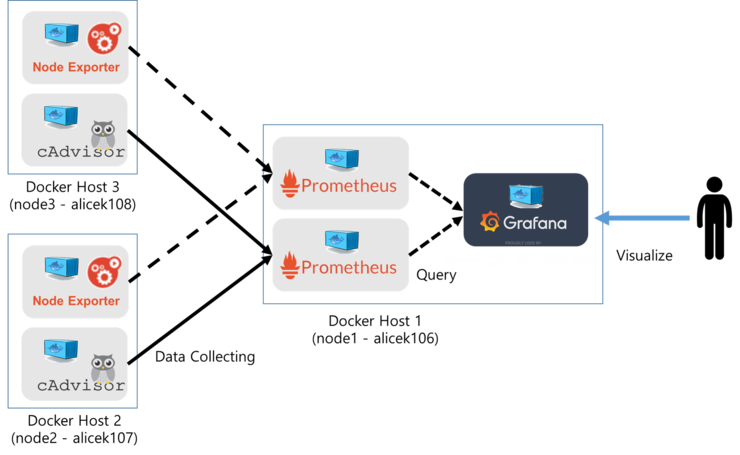 Node Exporter
cAdvisor
Docker Host 3
(node3 - alicek108)
Node Exporter
cAdvisor
Docker Host 2
(node2 - alicek107)
Data Collecting
Prometheus
Prometheus
Query
Docker Host 1
(node1 - alicek106)
Grafana
Visualize